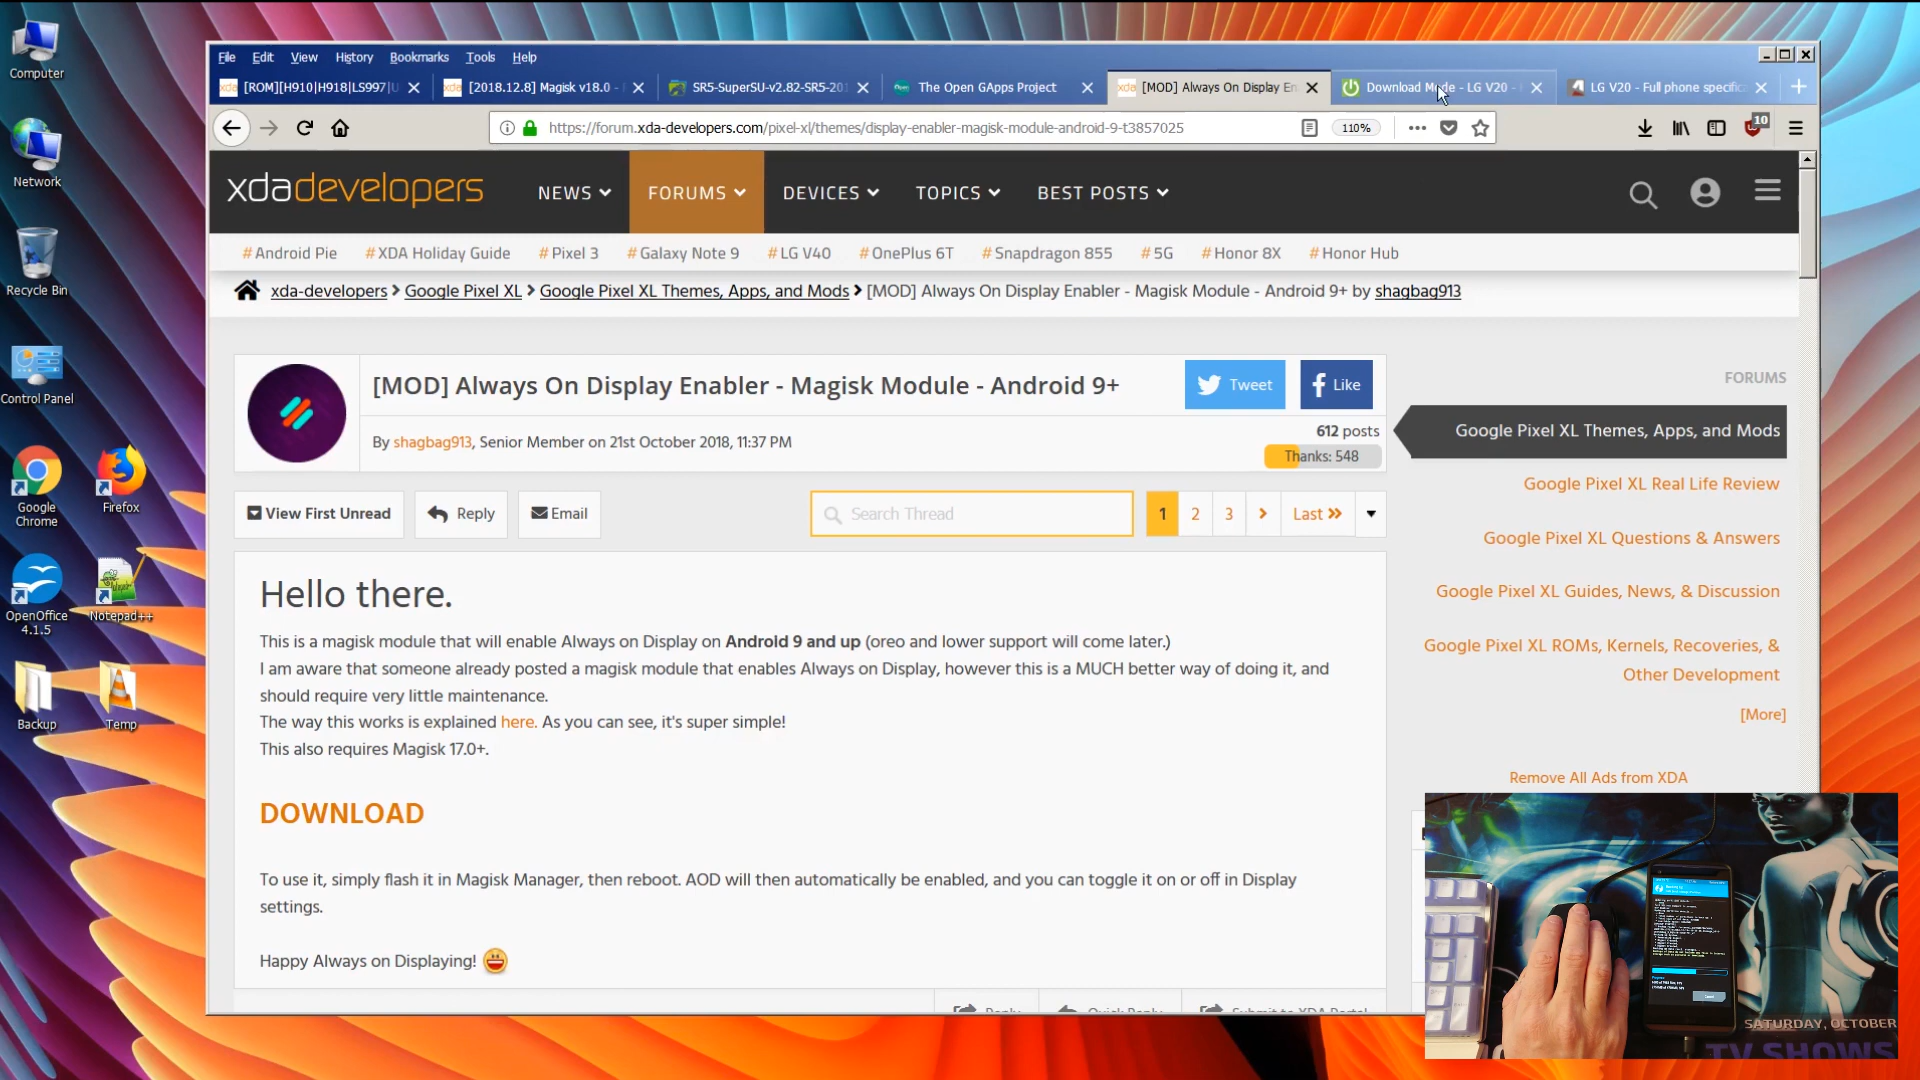 Computer
Network
Recycle Bin
Control Panel
Google Chrome
Firefox
OpenOffice 4.1.5
Notepad++
Backup
Temp
File Edit View History Bookmarks Tools Help
[ROM][H910|H918|LS997|U
[2018.12.8] Magisk v18.0 -
SR5-SuperSU-v2.82-SR5-201
The Open GApps Project
[MOD] Always On Display En
Download Mode - LG V20 -
LG V20 - Full phone specific
https://forum.xda-developers.com/pixel-xl/themes/display-enabler-magisk-module-android-9-t3857025
110%
10
xdadevelopers
NEWS FORUMS DEVICES TOPICS BEST POSTS
#Android Pie #XDA Holiday Guide #Pixel 3 #Galaxy Note 9 #LG V40 #OnePlus 6T #Snapdragon 855 #5G #Honor 8X #Honor Hub
xda-developers > Google Pixel XL > Google Pixel XL Themes, Apps, and Mods > [MOD] Always On Display Enabler - Magisk Module - Android 9+ by shagbag913
[MOD] Always On Display Enabler - Magisk Module - Android 9+
Tweet
Like
By shagbag913, Senior Member on 21st October 2018, 11:37 PM
612 posts
Thanks: 548
View First Unread
Reply
Email
Search Thread
1 2 3 > Last >>
Hello there.
This is a magisk module that will enable Always on Display on Android 9 and up (oreo and lower support will come later.)
I am aware that someone already posted a magisk module that enables Always on Display, however this is a MUCH better way of doing it, and
should require very little maintenance.
The way this works is explained here. As you can see, it's super simple!
This also requires Magisk 17.0+.
DOWNLOAD
To use it, simply flash it in Magisk Manager, then reboot. AOD will then automatically be enabled, and you can toggle it on or off in Display
settings.
Happy Always on Displaying!
Reply
Quick Reply
Submit to XDA Portal
FORUMS
Google Pixel XL Themes, Apps, and Mods
Google Pixel XL Real Life Review
Google Pixel XL Questions & Answers
Google Pixel XL Guides, News, & Discussion
Google Pixel XL ROMs, Kernels, Recoveries, &
Other Development
[More]
Remove All Ads from XDA
SATURDAY, OCTOBER
TV SHOWS